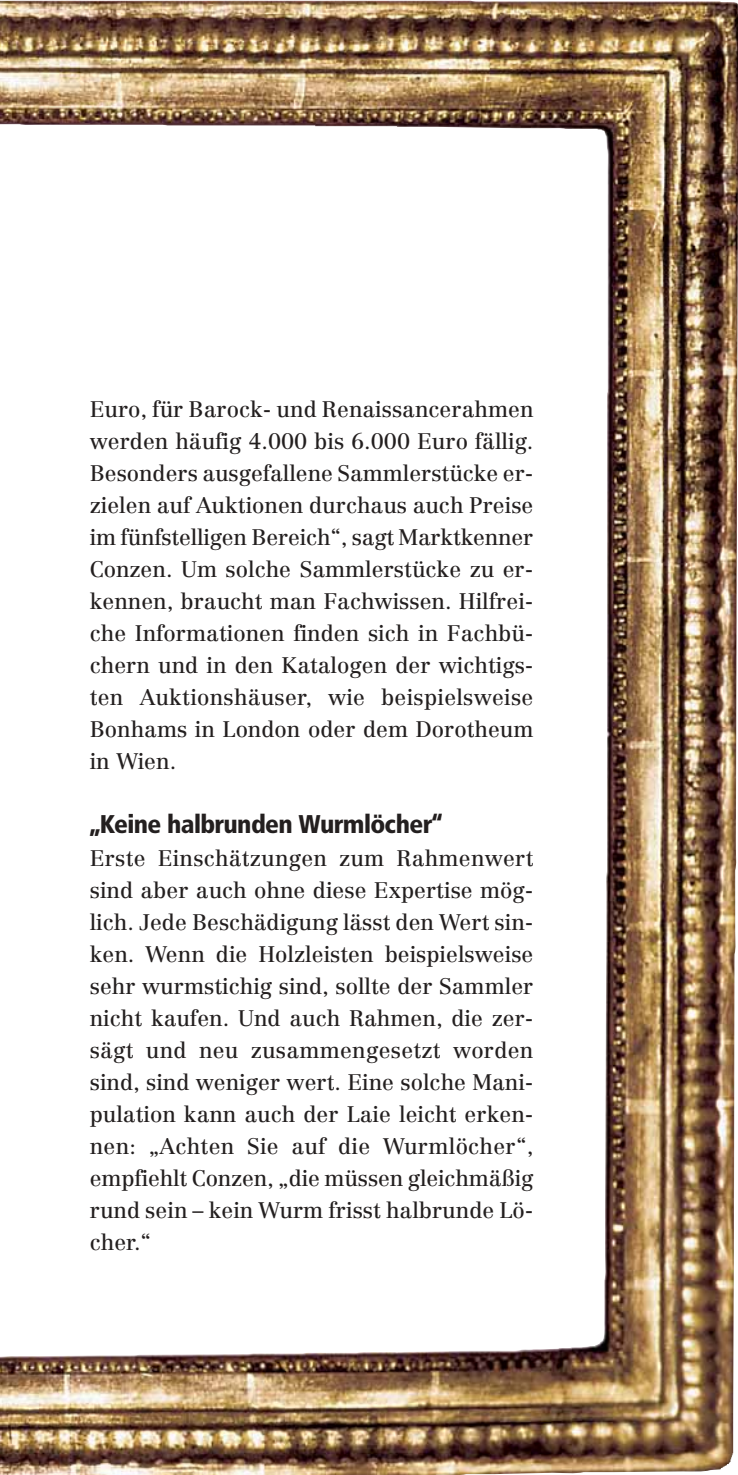 Euro, für Barock- und Renaissancerahmen
werden häufig 4.000 bis 6.000 Euro fällig.
Besonders ausgefallene Sammlerstücke er-
zielen auf Auktionen durchaus auch Preise
im fünfstelligen Bereich“, sagt Marktkenner
Conzen. Um solche Sammlerstücke zu er-
kennen, braucht man Fachwissen. Hilfrei-
che Informationen finden sich in Fachbü-
chern und in den Katalogen der wichtigs-
ten Auktionshäuser, wie beispielsweise
Bonhams in London oder dem Dorotheum
in Wien.
„Keine halbrunden Wurmlöcher“
Erste Einschätzungen zum Rahmenwert
sind aber auch ohne diese Expertise mög-
lich. Jede Beschädigung lässt den Wert sin-
ken. Wenn die Holzleisten beispielsweise
sehr wurmstichig sind, sollte der Sammler
nicht kaufen. Und auch Rahmen, die zer-
sägt und neu zusammengesetzt worden
sind, sind weniger wert. Eine solche Mani-
pulation kann auch der Laie leicht erken-
nen: „Achten Sie auf die Wurmlöcher“,
empfiehlt Conzen, „die müssen gleichmäßig
rund sein – kein Wurm frisst halbrunde Lö-
cher.“